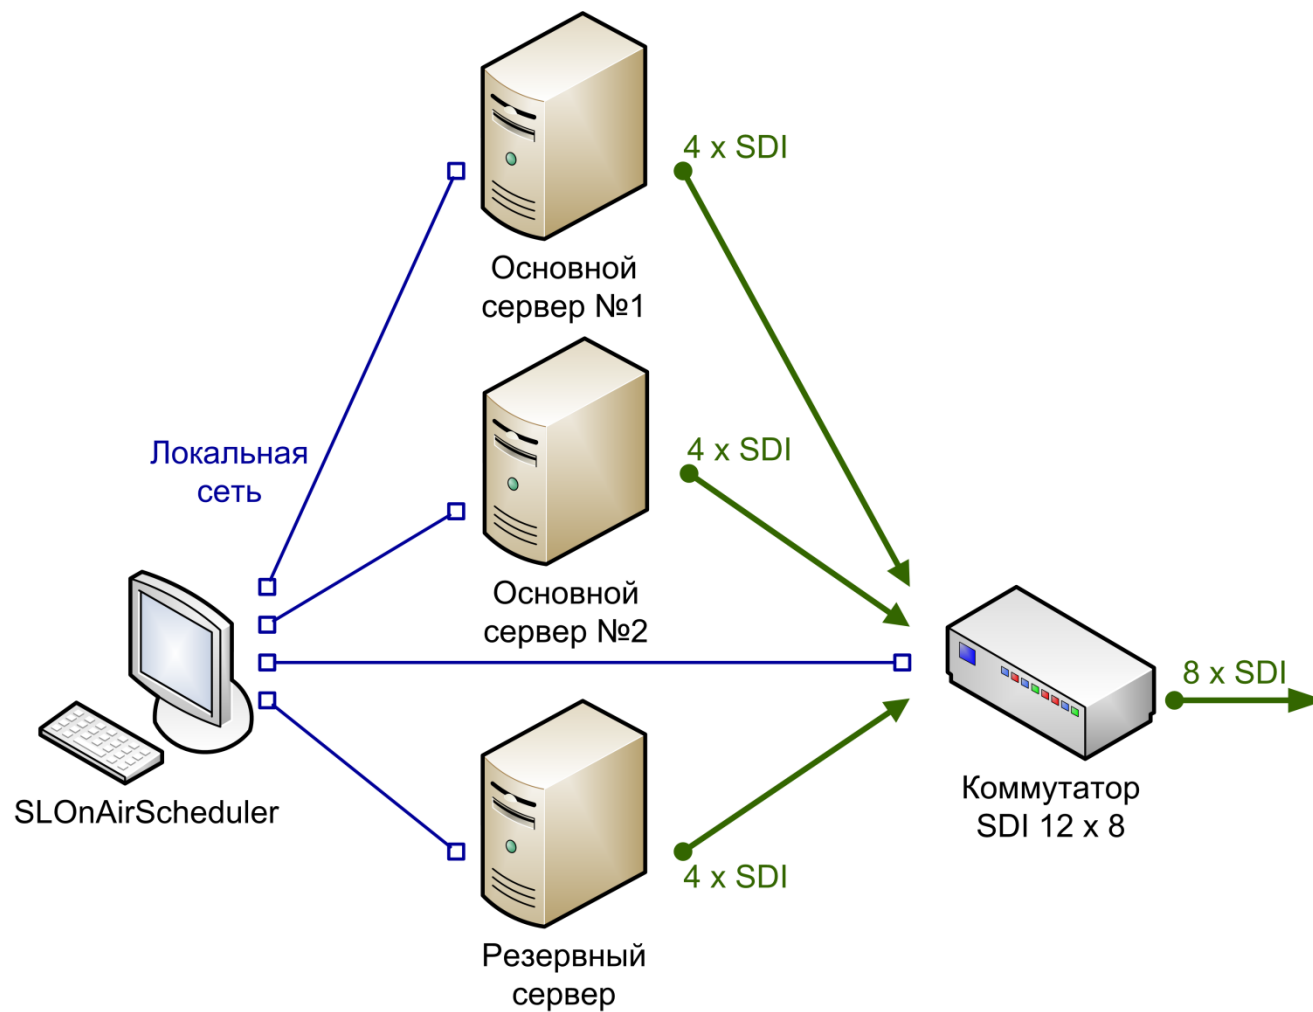 4 x SDI
Основной
сервер №1
4 x SDI
Локальная
сеть
Основной
сервер №2
8 x SDI
SLOnAirScheduler
Коммутатор
SDI 12 x 8
4 x SDI
Резервный
сервер